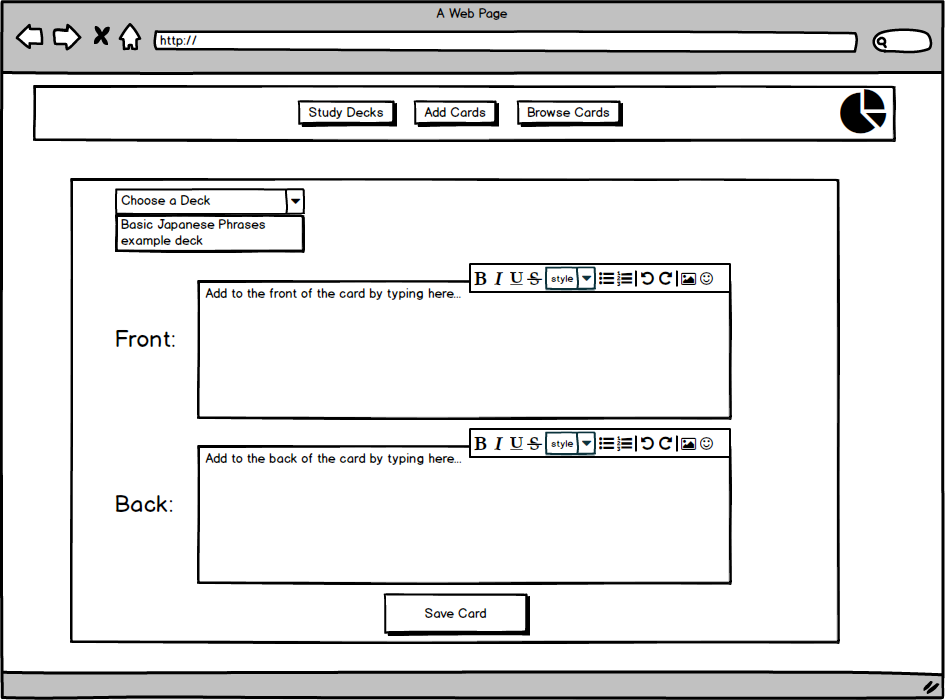 A Web Page
http://
Study Decks Add Cards Browse Cards
Choose a Deck
Basic Japanese Phrases
example deck
B I U S style
Add to the front of the card by typing here...
Front:
B I U S style
Add to the back of the card by typing here...
Back:
Save Card